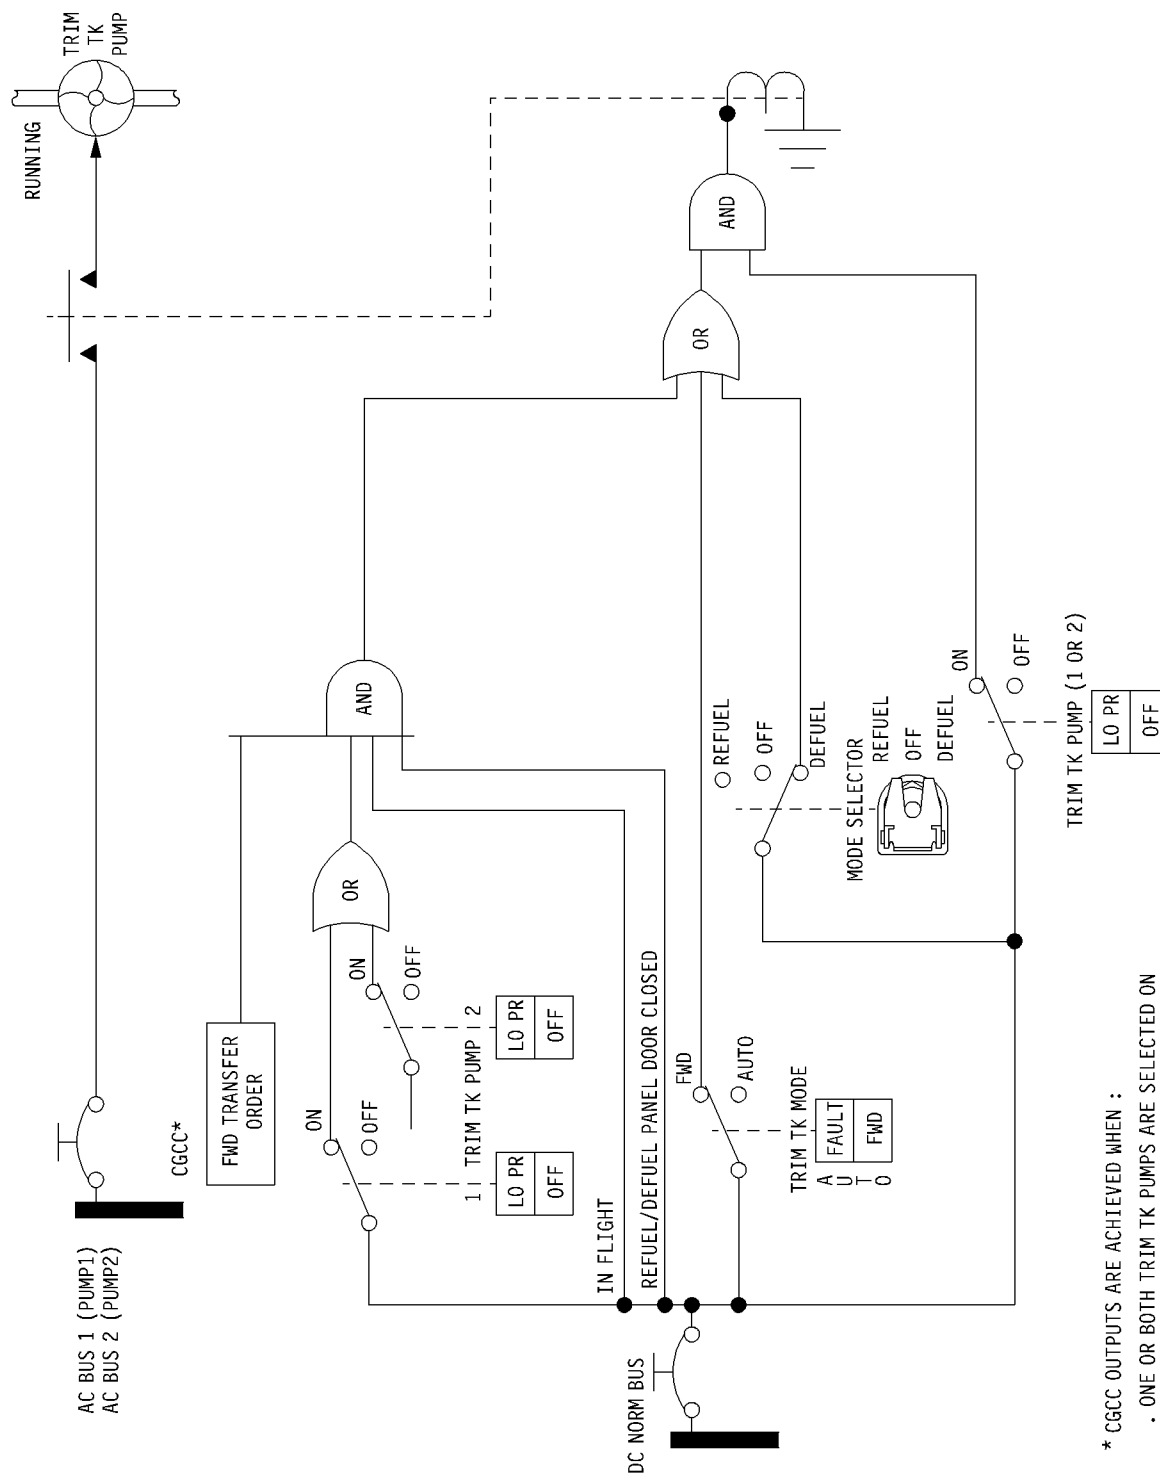 TRIM
TK
PUMP
RUNNING
AC BUS 1 (PUMP1)
AC BUS 2 (PUMP2)
CGCC*
FWD TRANSFER
ORDER
ON
OFF
ON
OFF
OR
AND
1 TRIM TK PUMP 2
LO PR
OFF
LO PR
OFF
IN FLIGHT
REFUEL/DEFUEL PANEL DOOR CLOSED
DC NORM BUS
FWD
AUTO
TRIM TK MODE
AUTO
FAULT
FWD
OR
AND
REFUEL
OFF
DEFUEL
MODE SELECTOR
REFUEL
OFF
DEFUEL
ON
OFF
TRIM TK PUMP (1 OR 2)
LO PR
OFF
* CGCC OUTPUTS ARE ACHIEVED WHEN :
. ONE OR BOTH TRIM TK PUMPS ARE SELECTED ON